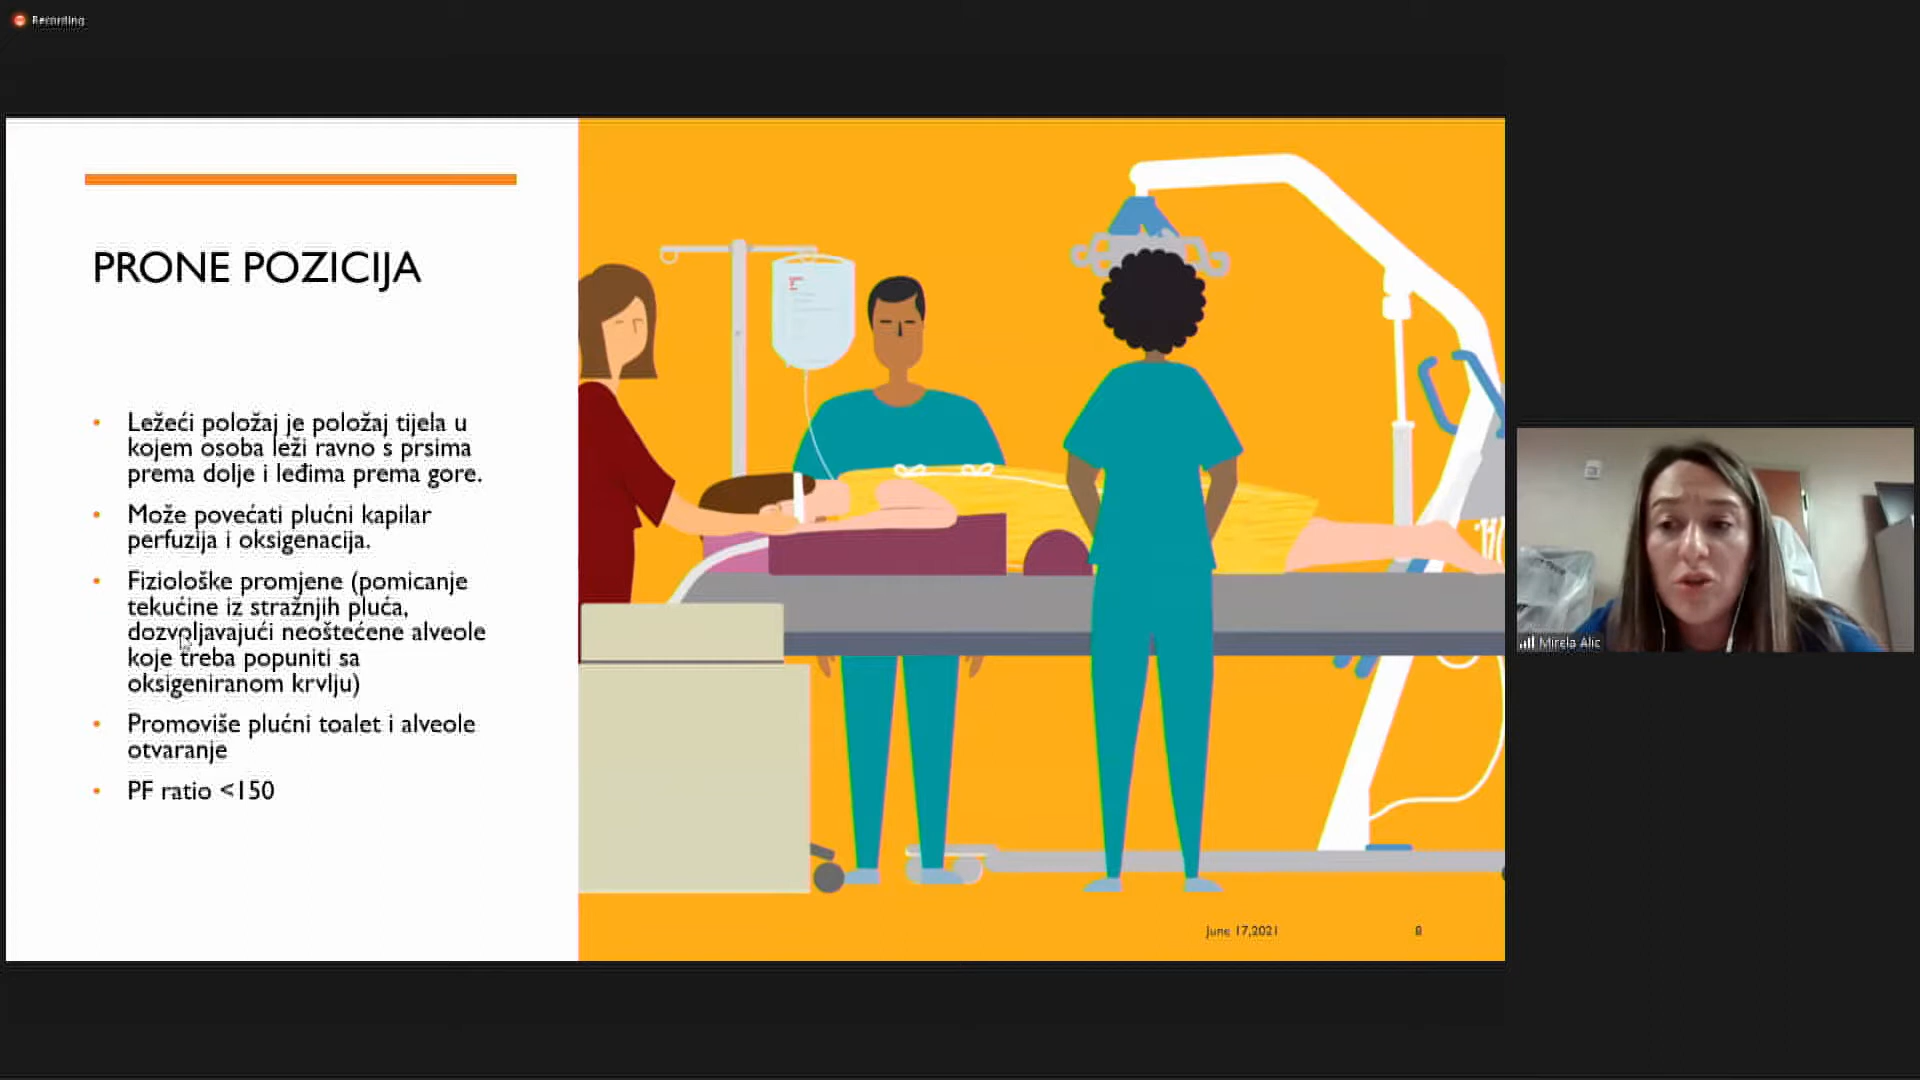 Recording
PRONE POZICIJA
• Ležeći položaj je položaj tijela u
kojem osoba leži ravno s prsima
prema dolje i leđima prema gore.
• Može povećati plućni kapilar
perfuzija i oksigenacija.
• Fiziološke promjene (pomicanje
tekućine iz stražnjih pluća,
dozvoljavajući neoštećene alveole
koje treba popuniti sa
oksigeniranom krvlju)
• Promoviše plućni toalet i alveole
otvaranje
• PF ratio <150
June 17,2021
8
Mirela Alic